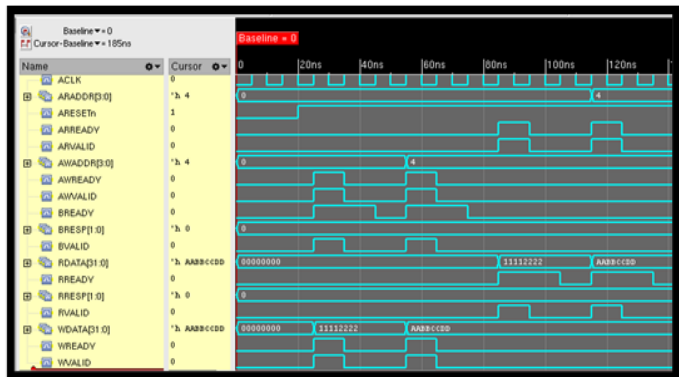 Baseline ▾ = 0
Cursor-Baseline ▾ = 185ns
Baseline = 0
Name Cursor 0 20ns 40ns 60ns 80ns 100ns 120ns
ACLK 0
ARADDR[3:0] 'h 4 0 4
ARESETn 1
ARREADY 0
ARVALID 0
AWADDR[3:0] 'h 4 0 4
AWREADY 0
AWVALID 0
BREADY 0
BRESP[1:0] 'h 0 0
BVALID 0
RDATA[31:0] 'h AABBCCDD 00000000 11112222 AABBCCDD
RREADY 0
RRESP[1:0] 'h 0 0
RVALID 0
WDATA[31:0] 'h AABBCCDD 00000000 11112222 AABBCCDD
WREADY 0
WVALID 0